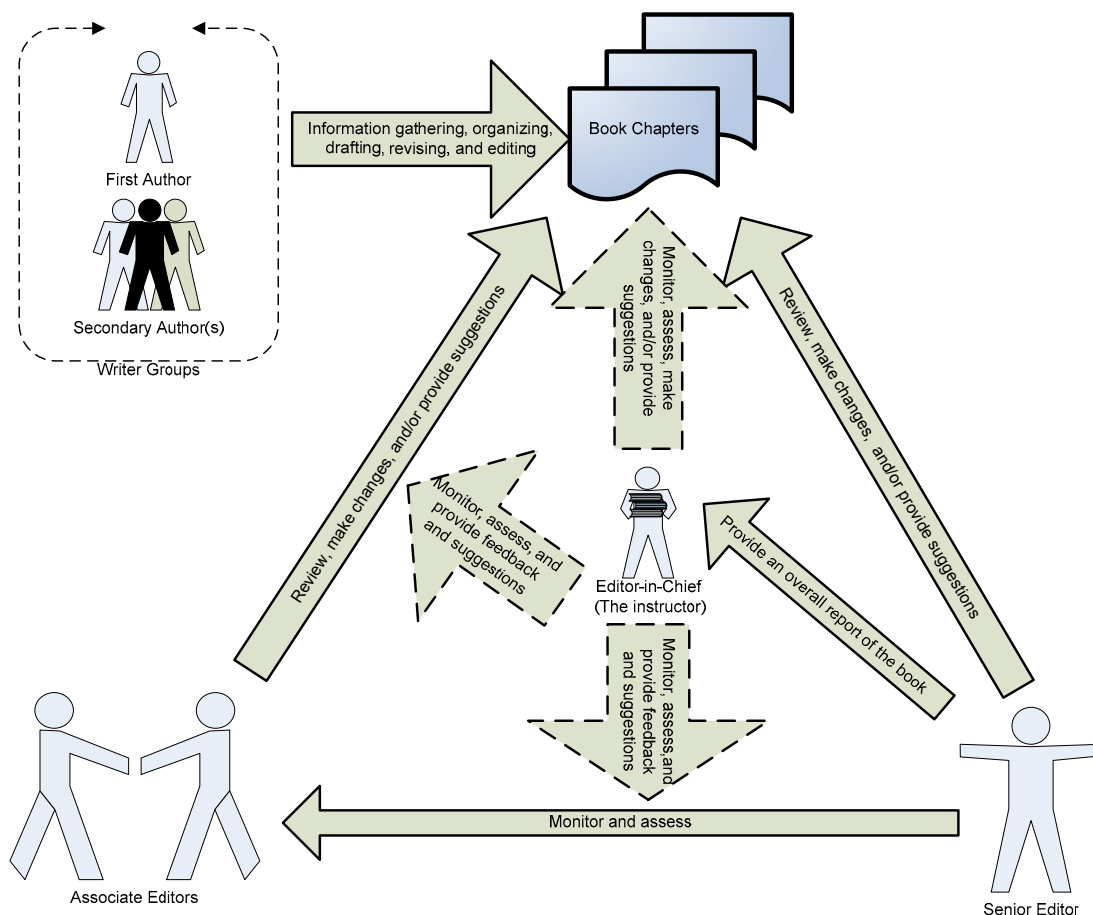 First Author
Secondary Author(s)
Writer Groups
Information gathering, organizing,
drafting, revising, and editing
Book Chapters
Review, make changes, and/or provide suggestions
Monitor, assess, make
changes, and/or provide
suggestions
Review, make changes, and/or provide suggestions
Monitor, assess, and
provide feedback
and suggestions
Editor-in-Chief
(The instructor)
Provide an overall report of the book
Monitor, assess,and
provide feedback
and suggestions
Monitor and assess
Associate Editors
Senior Editor